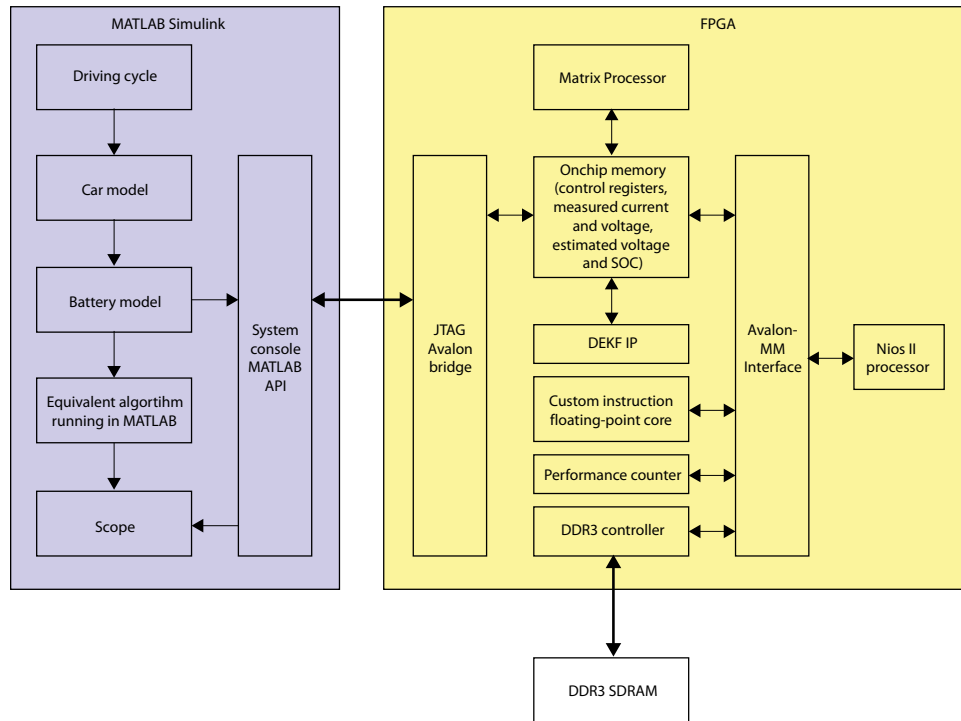 MATLAB Simulink
Driving cycle
Car model
Battery model
Equivalent algortihm
running in MATLAB
Scope
System
console
MATLAB
API
FPGA
Matrix Processor
JTAG
Avalon
bridge
Onchip memory
(control registers,
measured current
and voltage,
estimated voltage
and SOC)
DEKF IP
Custom instruction
floating-point core
Performance counter
DDR3 controller
Avalon-
MM
Interface
Nios II
processor
DDR3 SDRAM